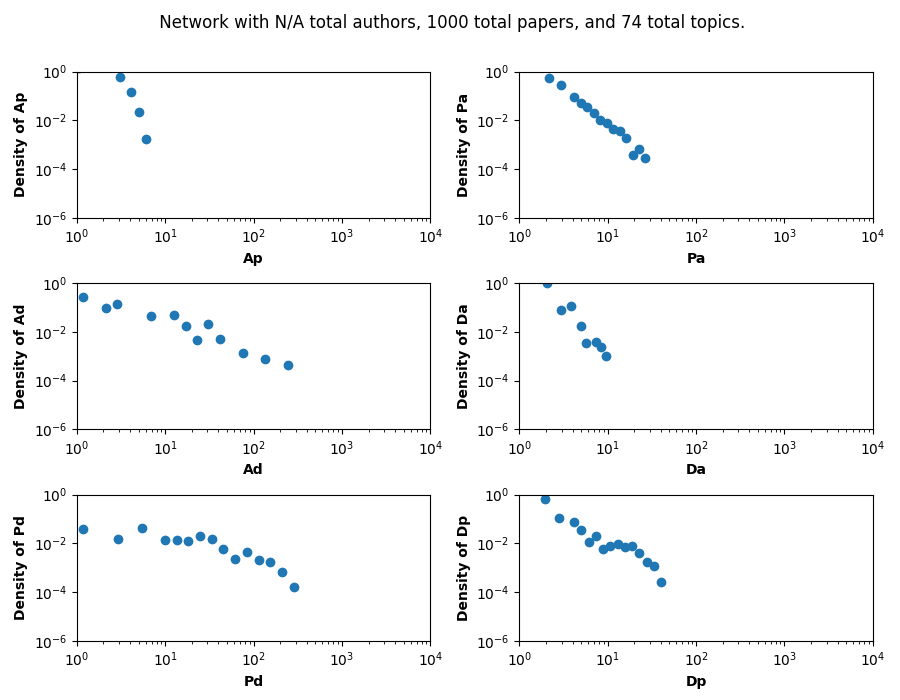 Network with N/A total authors, 1000 total papers, and 74 total topics.
10^0
10^-2
10^-4
10^-6
Density of Ap
10^0 10^1 10^2 10^3 10^4
Ap
10^0
10^-2
10^-4
10^-6
Density of Pa
10^0 10^1 10^2 10^3 10^4
Pa
10^0
10^-2
10^-4
10^-6
Density of Ad
10^0 10^1 10^2 10^3 10^4
Ad
10^0
10^-2
10^-4
10^-6
Density of Da
10^0 10^1 10^2 10^3 10^4
Da
10^0
10^-2
10^-4
10^-6
Density of Pd
10^0 10^1 10^2 10^3 10^4
Pd
10^0
10^-2
10^-4
10^-6
Density of Dp
10^0 10^1 10^2 10^3 10^4
Dp